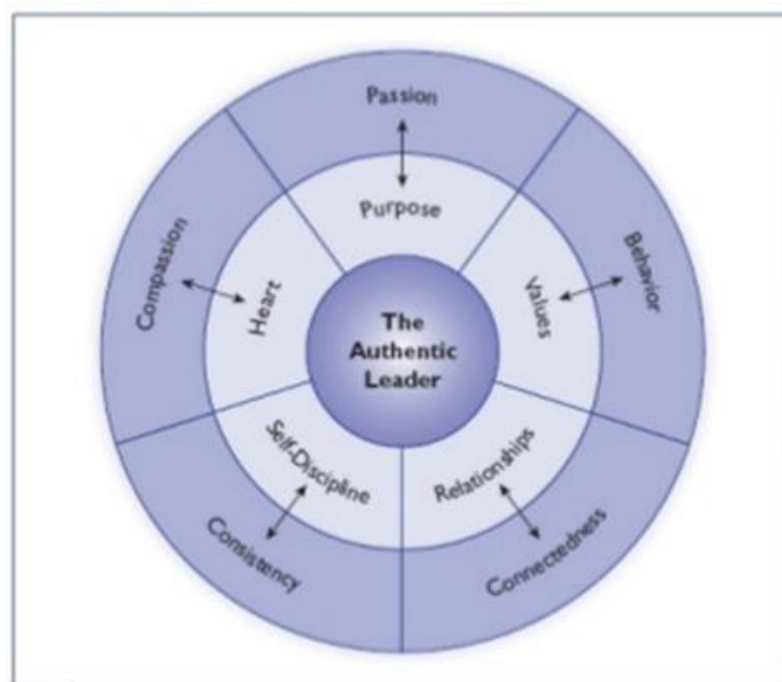 Passion
Purpose
Compassion
Heart
Values
Behavior
The
Authentic
Leader
Self-Discipline
Relationships
Consistency
Connectedness